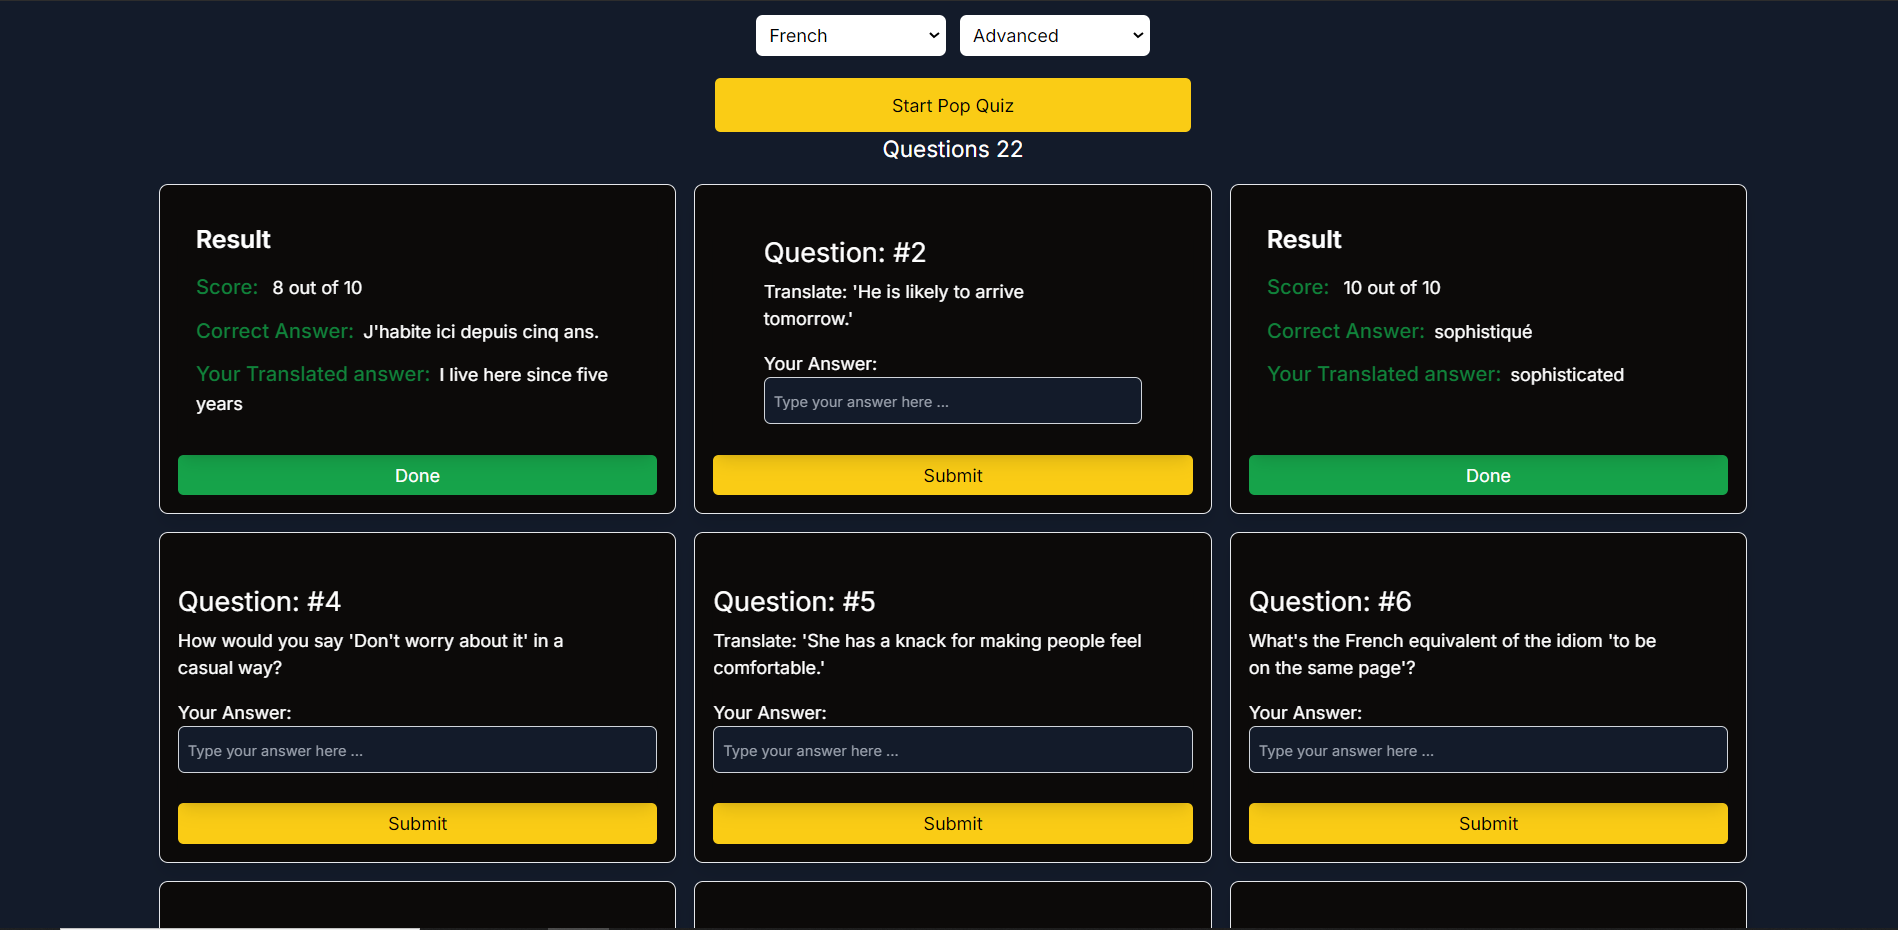 French
Advanced
Start Pop Quiz
Questions 22
Result
Score: 8 out of 10
Correct Answer: J'habite ici depuis cinq ans.
Your Translated answer: I live here since five
years
Done
Question: #2
Translate: 'He is likely to arrive
tomorrow.'
Your Answer:
Type your answer here ...
Submit
Result
Score: 10 out of 10
Correct Answer: sophistiqué
Your Translated answer: sophisticated
Done
Question: #4
How would you say 'Don't worry about it' in a
casual way?
Your Answer:
Type your answer here ...
Submit
Question: #5
Translate: 'She has a knack for making people feel
comfortable.'
Your Answer:
Type your answer here ...
Submit
Question: #6
What's the French equivalent of the idiom 'to be
on the same page'?
Your Answer:
Type your answer here ...
Submit